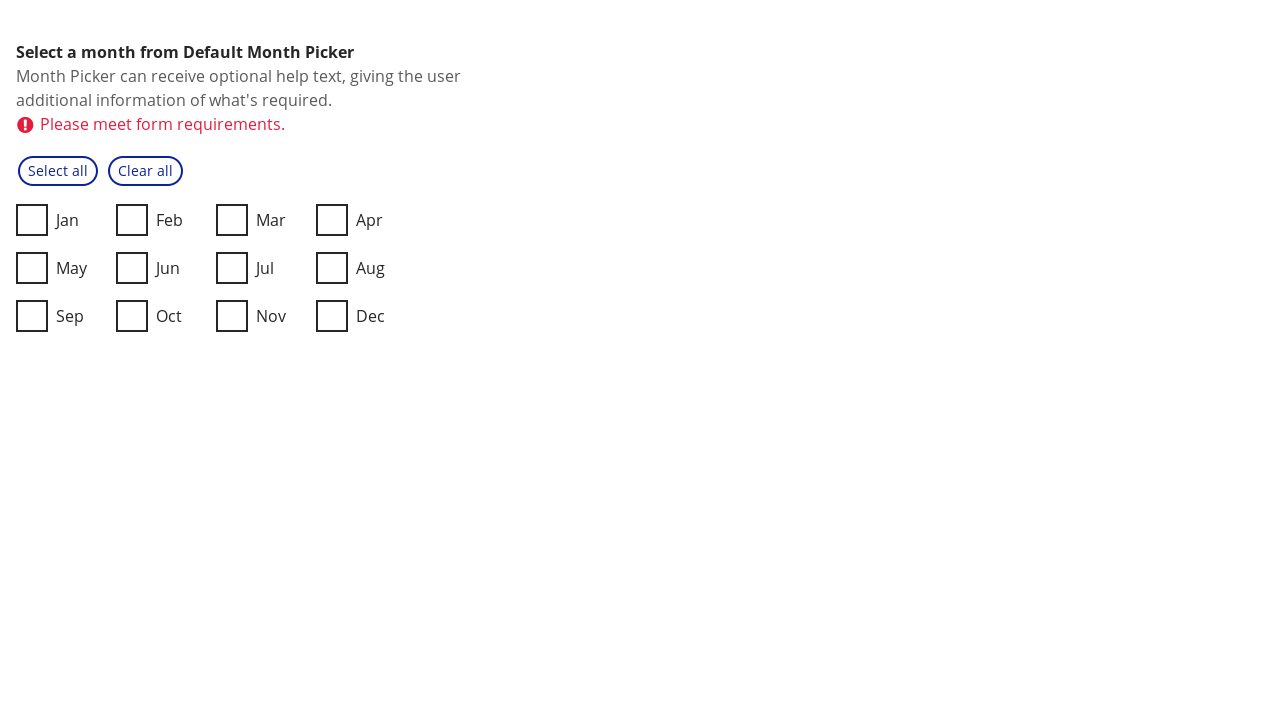 Select a month from Default Month Picker
Month Picker can receive optional help text, giving the user
additional information of what's required.
Please meet form requirements.
Select all Clear all
Jan Feb Mar Apr
May Jun Jul Aug
Sep Oct Nov Dec